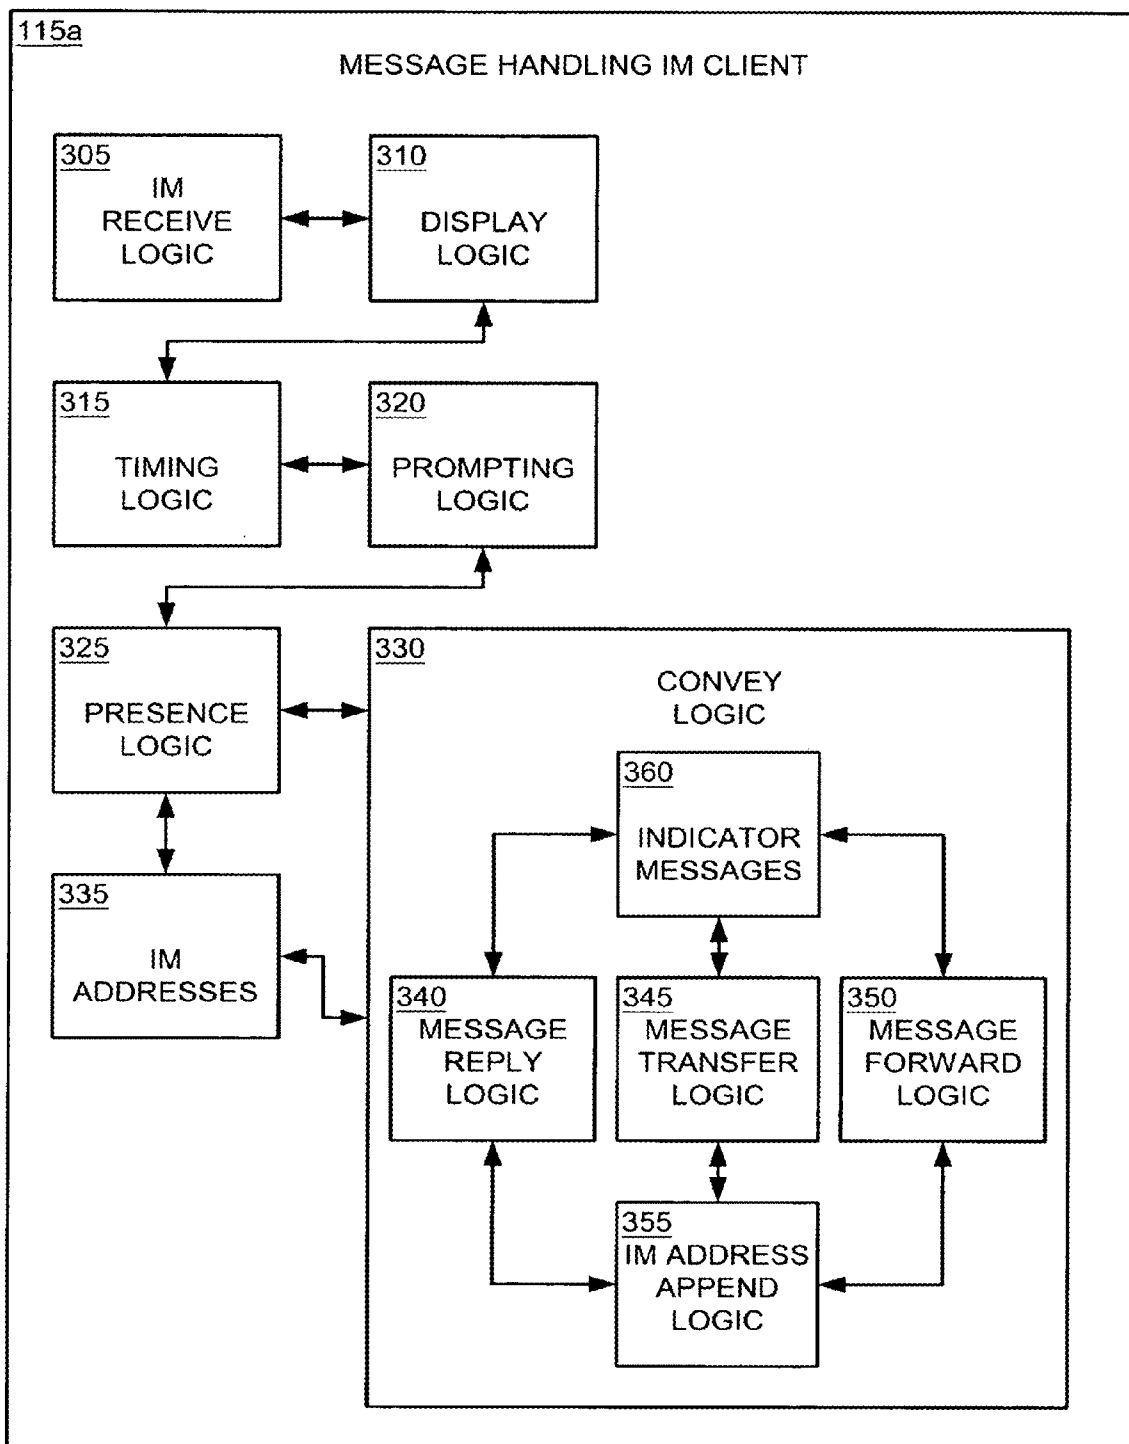 115a
MESSAGE HANDLING IM CLIENT
305
IM
RECEIVE
LOGIC
310
DISPLAY
LOGIC
315
TIMING
LOGIC
320
PROMPTING
LOGIC
325
PRESENCE
LOGIC
330
CONVEY
LOGIC
360
INDICATOR
MESSAGES
335
IM
ADDRESSES
340
MESSAGE
REPLY
LOGIC
345
MESSAGE
TRANSFER
LOGIC
350
MESSAGE
FORWARD
LOGIC
355
IM ADDRESS
APPEND
LOGIC